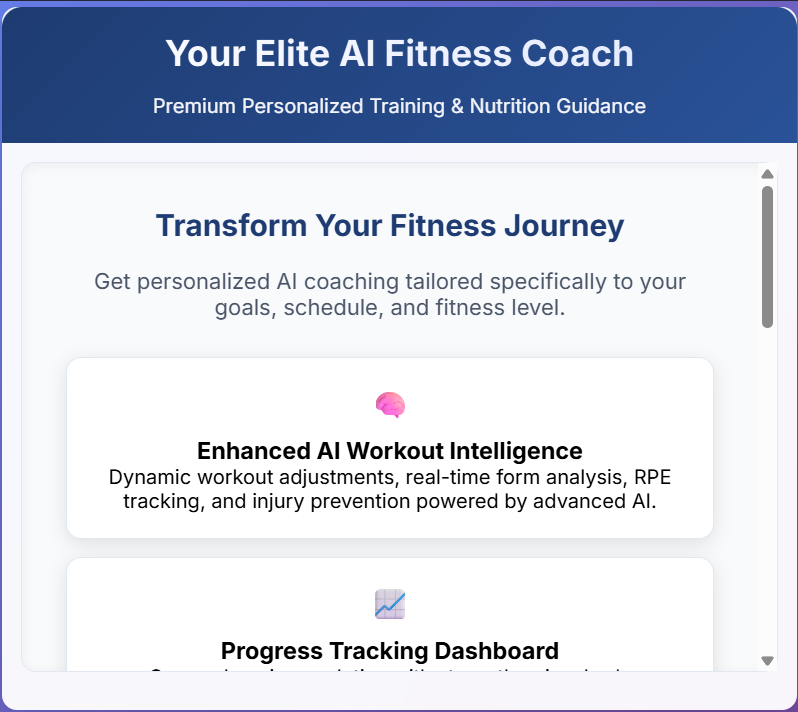 Your Elite AI Fitness Coach
Premium Personalized Training & Nutrition Guidance
Transform Your Fitness Journey
Get personalized AI coaching tailored specifically to your
goals, schedule, and fitness level.
Enhanced AI Workout Intelligence
Dynamic workout adjustments, real-time form analysis, RPE
tracking, and injury prevention powered by advanced AI.
Progress Tracking Dashboard